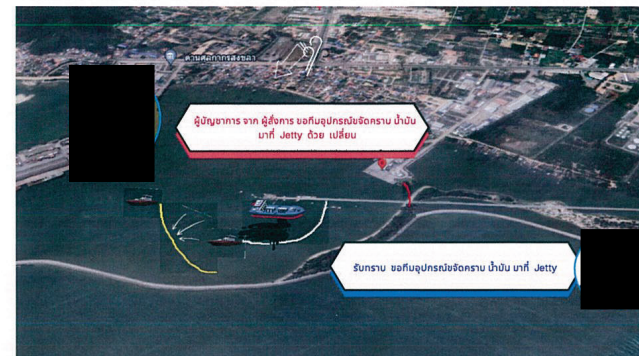 ด่านศุลกากรสงขลา
ผู้บัญชาการ จาก ผู้สั่งการ ขอทีมอุปกรณ์ขจัดคราบ น้ำมัน
มาที่ Jetty ด้วย เปลี่ยน
รับทราบ ขอทีมอุปกรณ์ขจัดคราบ น้ำมัน มาที่ Jetty